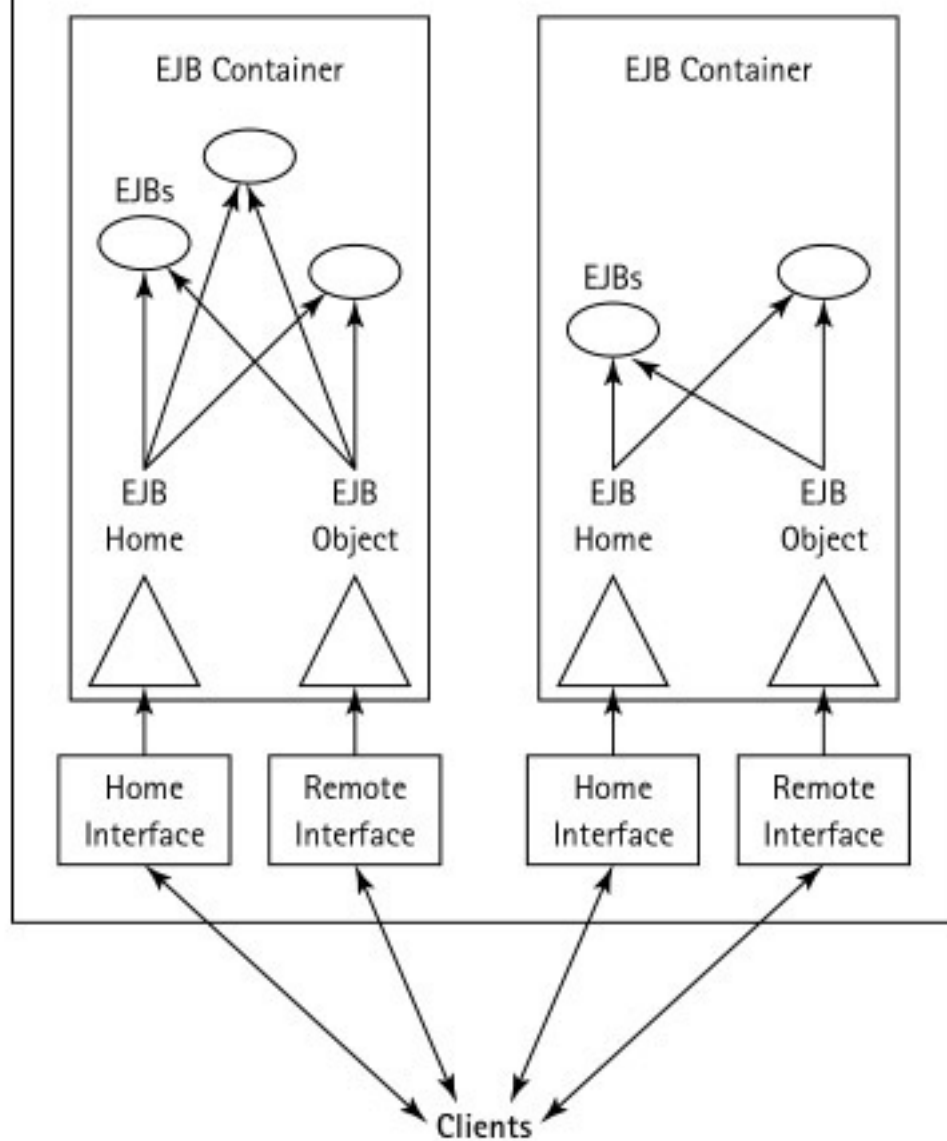 EJB Container
EJBs
EJB
Home
EJB
Object
Home
Interface
Remote
Interface
EJB Container
EJBs
EJB
Home
EJB
Object
Home
Interface
Remote
Interface
Clients